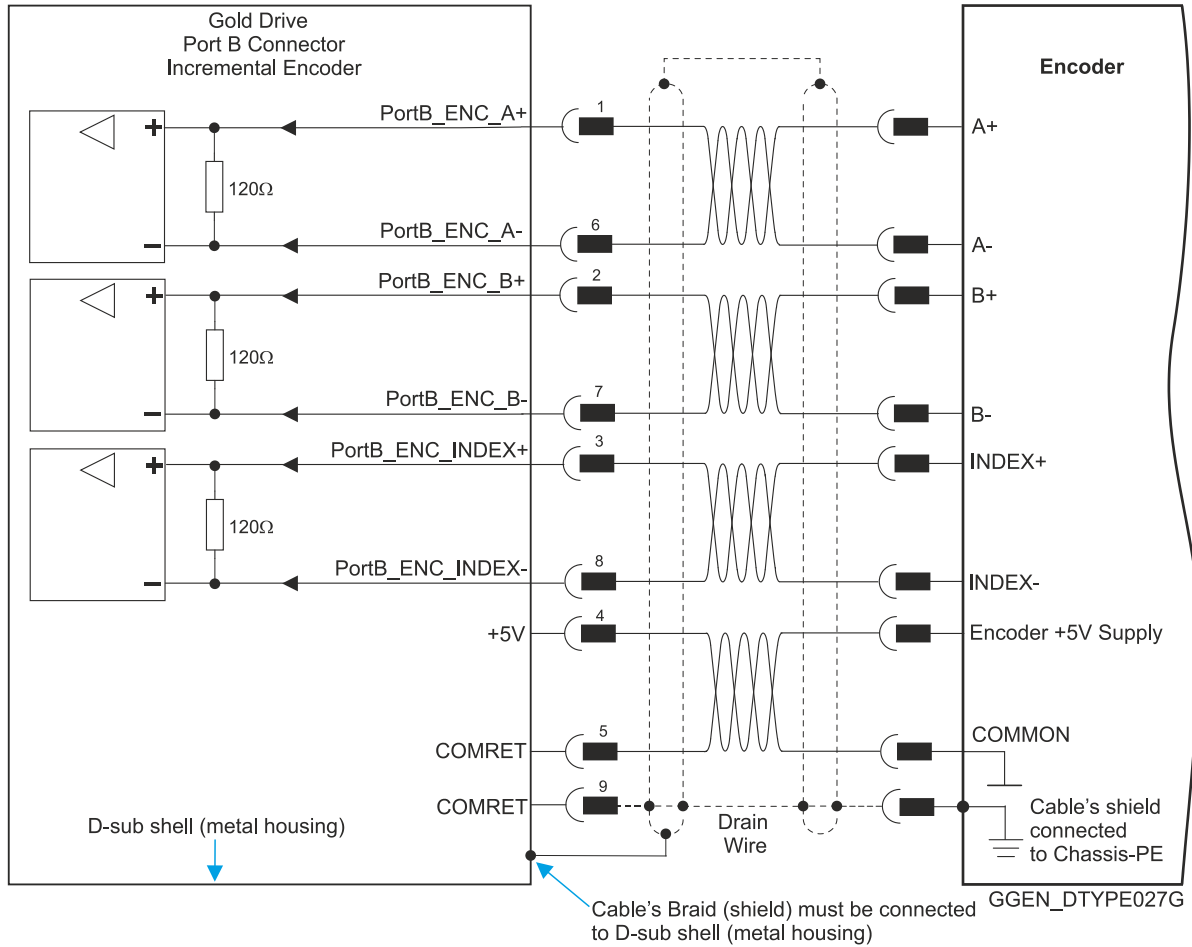 Gold Drive
Port B Connector
Incremental Encoder
Encoder
PortB_ENC_A+
1
A+
+
120Ω
−
PortB_ENC_A-
6
A-
PortB_ENC_B+
2
B+
+
120Ω
−
PortB_ENC_B-
7
B-
PortB_ENC_INDEX+
3
INDEX+
+
120Ω
−
PortB_ENC_INDEX-
8
INDEX-
+5V
4
Encoder +5V Supply
COMRET
5
COMMON
COMRET
9
Drain
Wire
Cable's shield
connected
to Chassis-PE
D-sub shell (metal housing)
GGEN_DTYPE027G
Cable's Braid (shield) must be connected
to D-sub shell (metal housing)